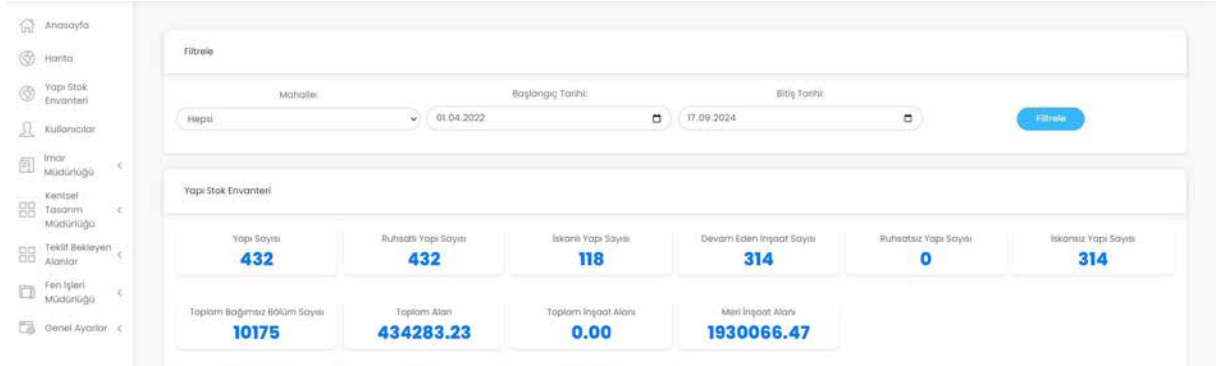 Anasayfa
Harita
Yapı Stok
Envanteri
Kullanıcılar
İmar
Müdürlüğü
Kentsel
Tasarım
Müdürlüğü
Teklif Bekleyen
Alanlar
Fen İşleri
Müdürlüğü
Genel Ayarlar
Filtrele
Mahalle:
Başlangıç Tarihi:
Bitiş Tarihi:
Hepsi
01.04.2022
17.09.2024
Filtrele
Yapı Stok Envanteri
Yapı Sayısı
432
Ruhsatlı Yapı Sayısı
432
İskanlı Yapı Sayısı
118
Devam Eden İnşaat Sayısı
314
Ruhsatsız Yapı Sayısı
0
İskansız Yapı Sayısı
314
Toplam Bağımsız Bölüm Sayısı
10175
Toplam Alan
434283.23
Toplam İnşaat Alanı
0.00
Meri İnşaat Alanı
1930066.47